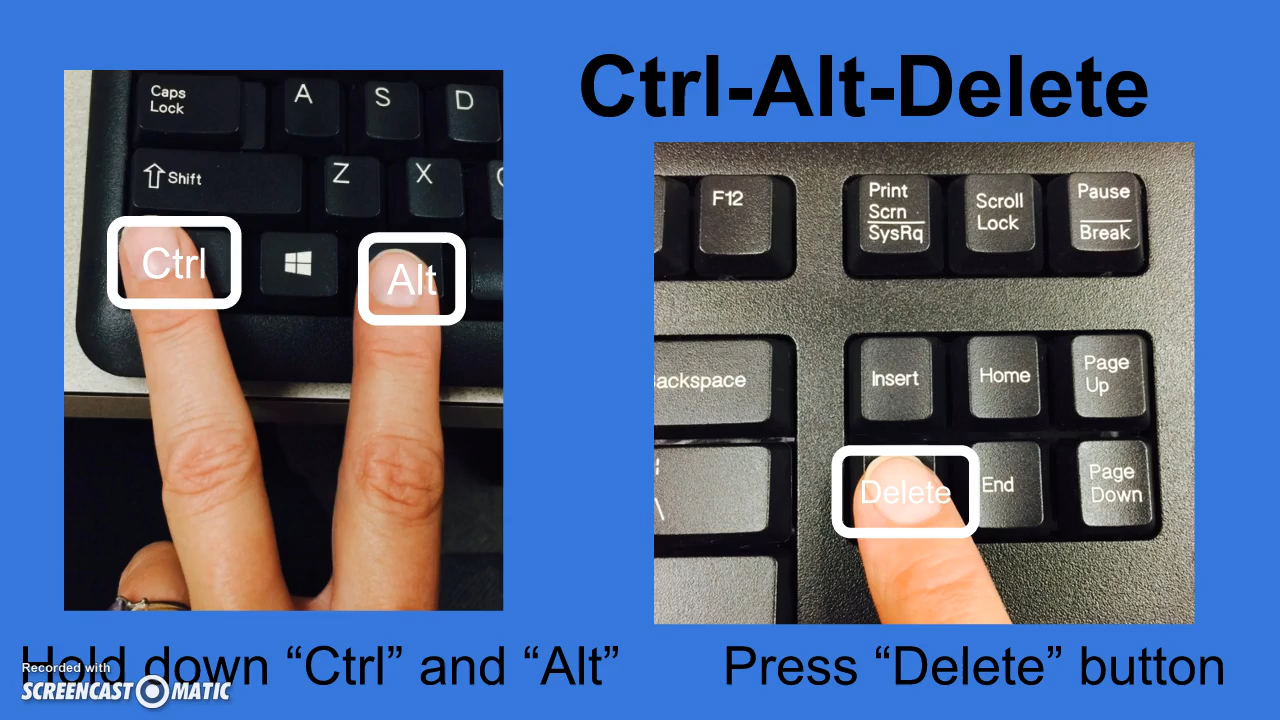 Ctrl-Alt-Delete
Caps
Lock
A
S
D
Shift
Z
X
Ctrl
Alt
F12
Print
Scrn
SysRq
Scroll
Lock
Pause
Break
Backspace
Insert
Home
Page
Up
Delete
End
Page
Down
Hold down “Ctrl” and “Alt”
Press “Delete” button
Recorded with
SCREENCAST-O-MATIC